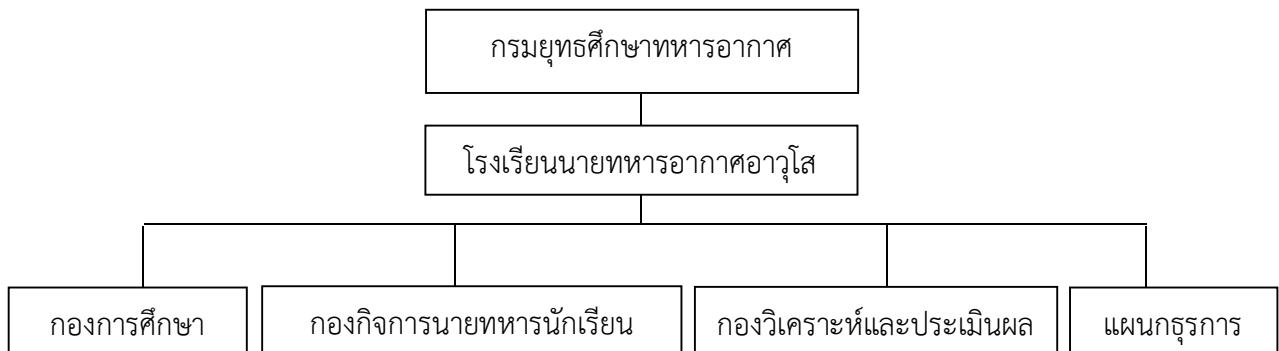 กรมยุทธศึกษาทหารอากาศ
โรงเรียนนายทหารอากาศอาวุโส
กองการศึกษา
กองกิจการนายทหารนักเรียน
กองวิเคราะห์และประเมินผล
แผนกธุรการ